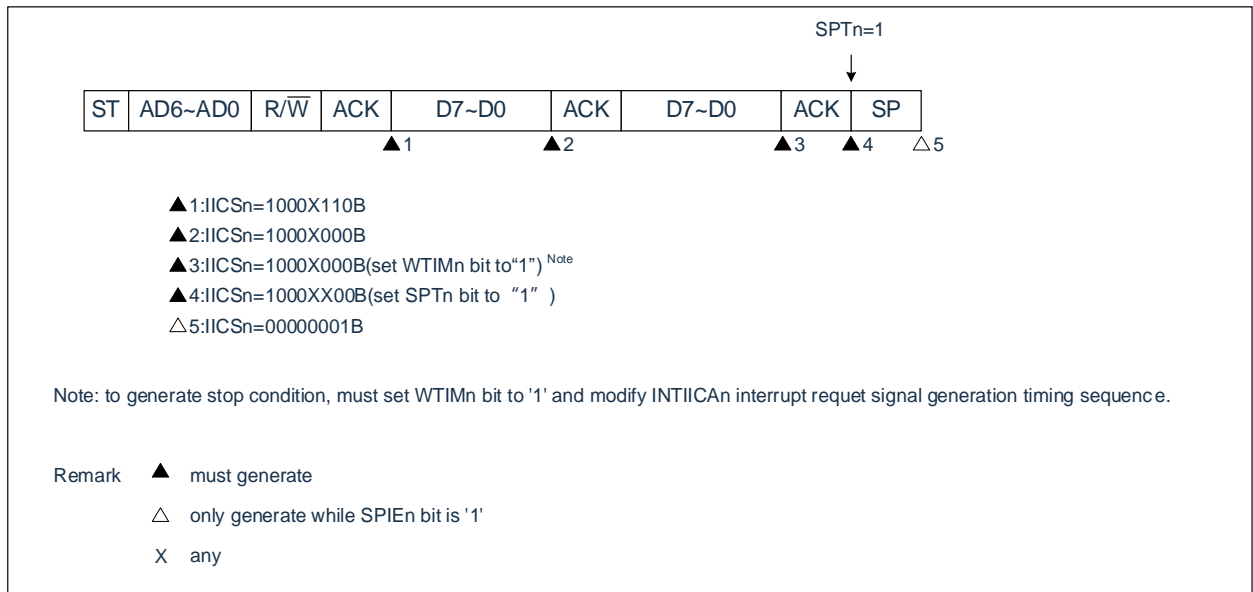 SPTn=1
ST AD6~AD0 R/W̅ ACK D7~D0 ACK D7~D0 ACK SP
▲1 ▲2 ▲3 ▲4 △5
▲1:IICSn=1000X110B
▲2:IICSn=1000X000B
▲3:IICSn=1000X000B(set WTIMn bit to“1”) Note
▲4:IICSn=1000XX00B(set SPTn bit to “1” )
△5:IICSn=00000001B
Note: to generate stop condition, must set WTIMn bit to '1' and modify INTIICAn interrupt requet signal generation timing sequence.
Remark ▲ must generate
△ only generate while SPIEn bit is '1'
X any